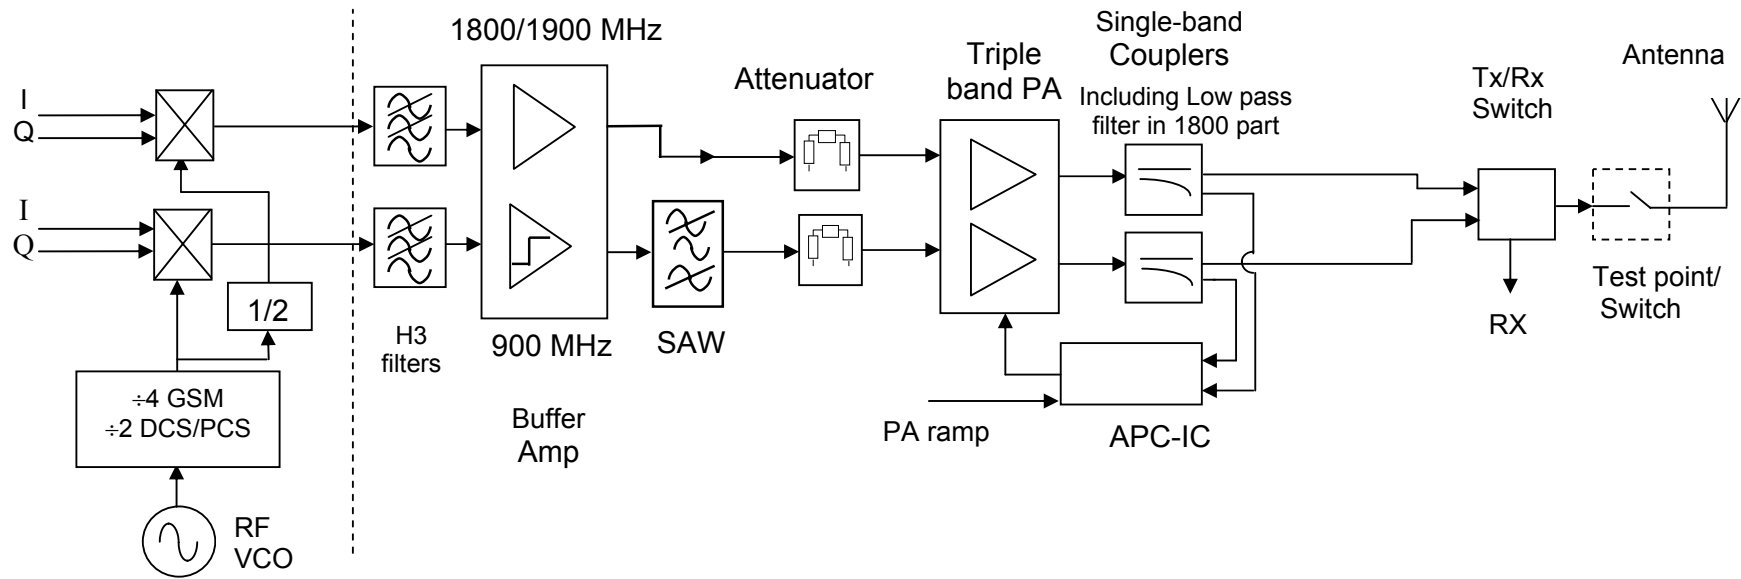 I
Q
I
Q
1/2
÷4 GSM
÷2 DCS/PCS
RF
VCO
1800/1900 MHz
H3
filters
900 MHz
Buffer
Amp
SAW
Attenuator
Triple
band PA
Single-band
Couplers
Including Low pass
filter in 1800 part
PA ramp
APC-IC
Tx/Rx
Switch
RX
Antenna
Test point/
Switch